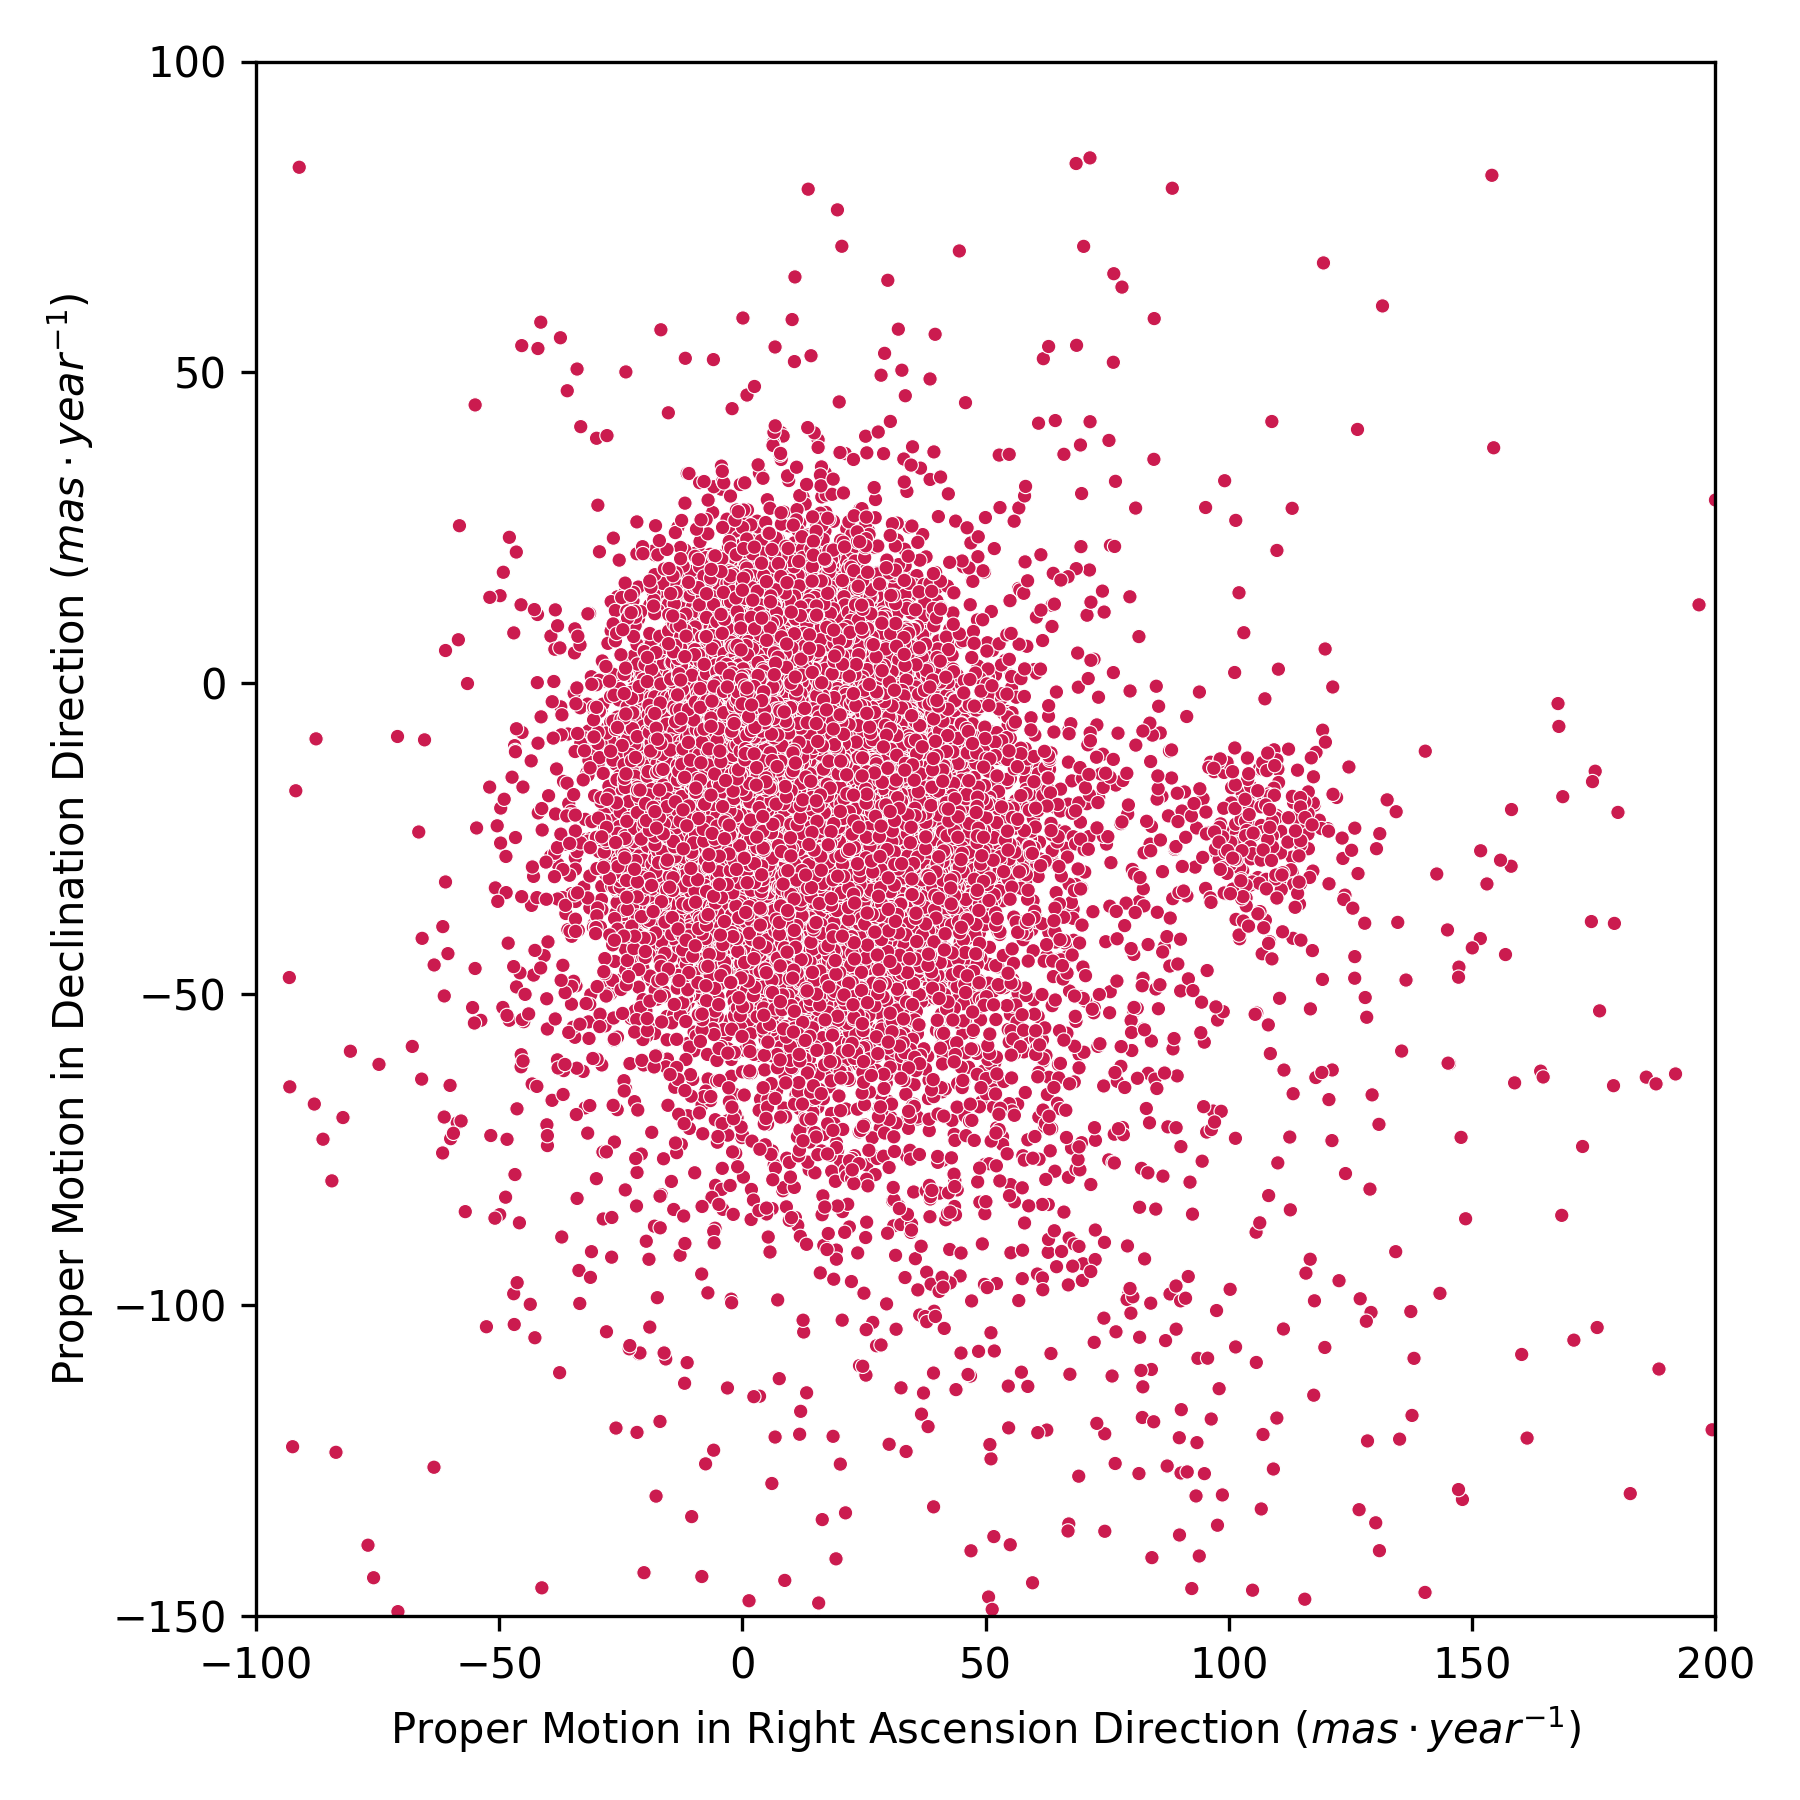 100
50
0
−50
−100
−150
−100 −50 0 50 100 150 200
Proper Motion in Declination Direction (mas · year⁻¹)
Proper Motion in Right Ascension Direction (mas · year⁻¹)